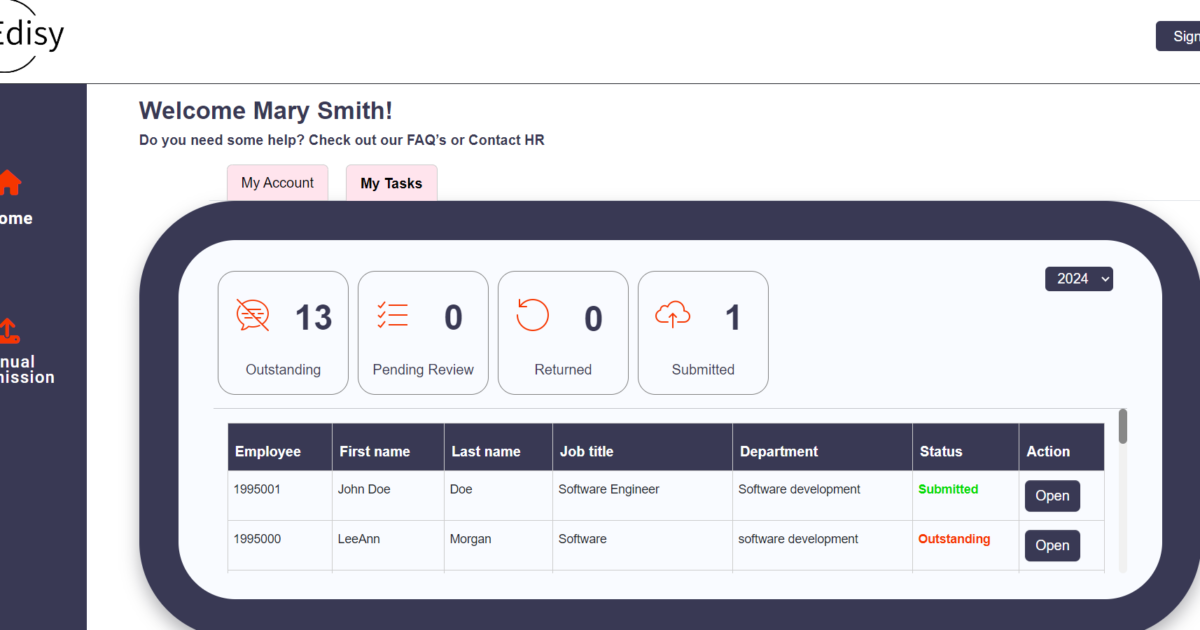 Edisy
Sign
Welcome Mary Smith!
Do you need some help? Check out our FAQ's or Contact HR
My Account
My Tasks
2024
13
Outstanding
0
Pending Review
0
Returned
1
Submitted
Employee First name Last name Job title Department Status Action
1995001 John Doe Doe Software Engineer Software development Submitted Open
1995000 LeeAnn Morgan Software software development Outstanding Open
ome
nual
ission